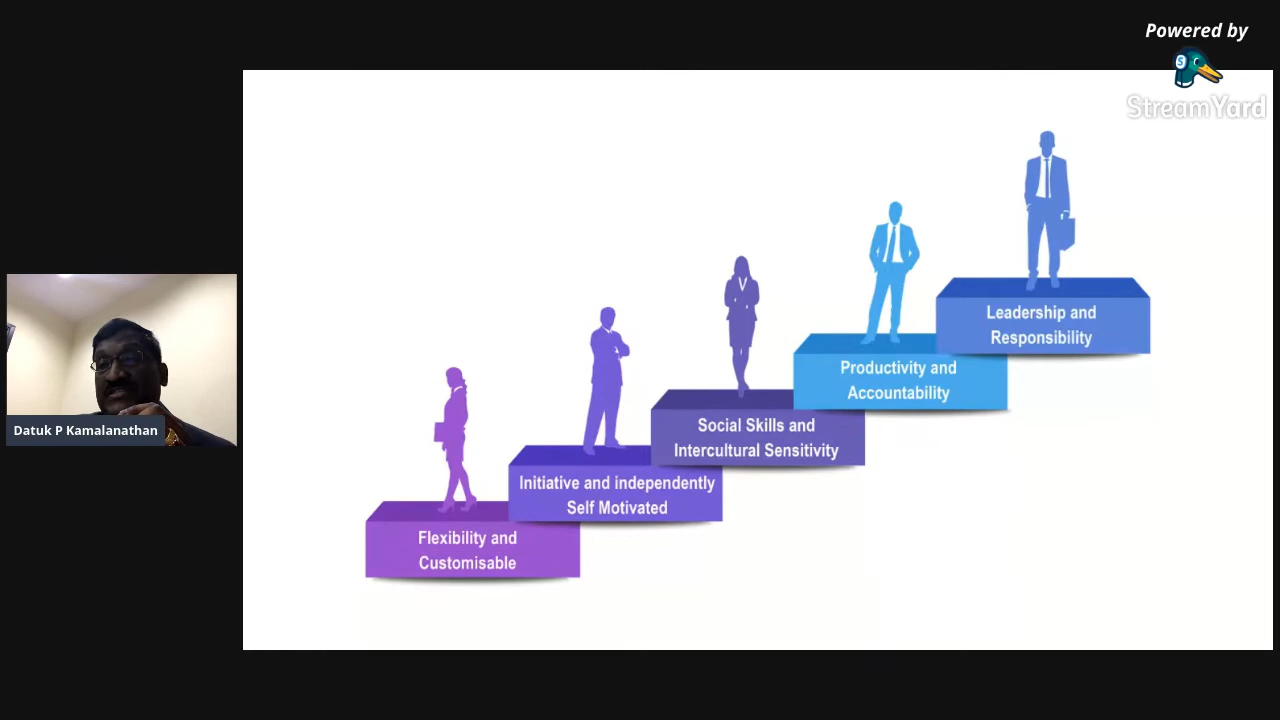 Powered by
StreamYard
Leadership and
Responsibility
Productivity and
Accountability
Social Skills and
Intercultural Sensitivity
Initiative and independently
Self Motivated
Flexibility and
Customisable
Datuk P Kamalanathan